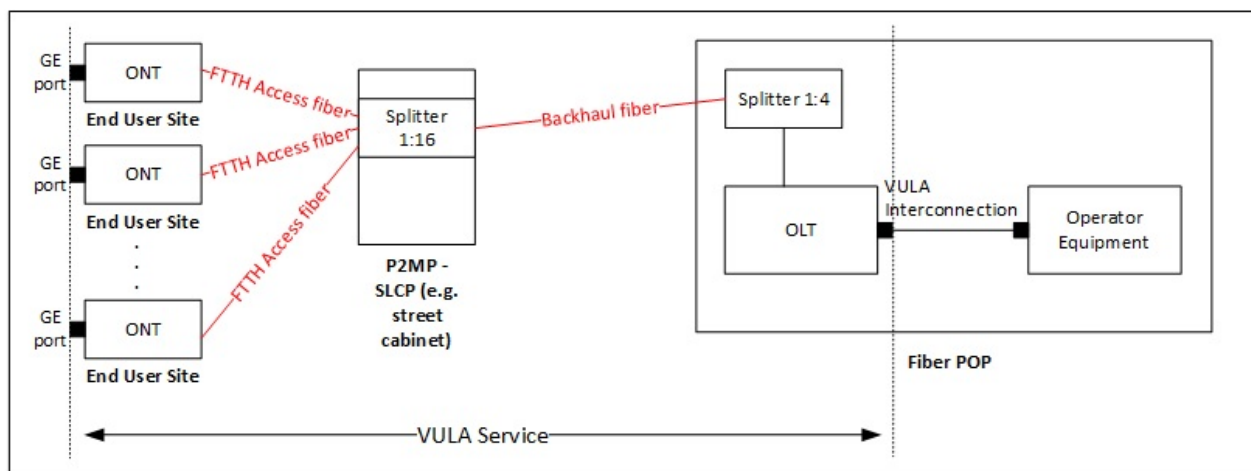 GE
port
ONT
End User Site
FTTH Access fiber
GE
port
ONT
End User Site
FTTH Access fiber
GE
port
ONT
End User Site
FTTH Access fiber
Splitter
1:16
P2MP -
SLCP (e.g.
street
cabinet)
Backhaul fiber
Splitter 1:4
OLT
VULA
Interconnection
Operator
Equipment
Fiber POP
VULA Service